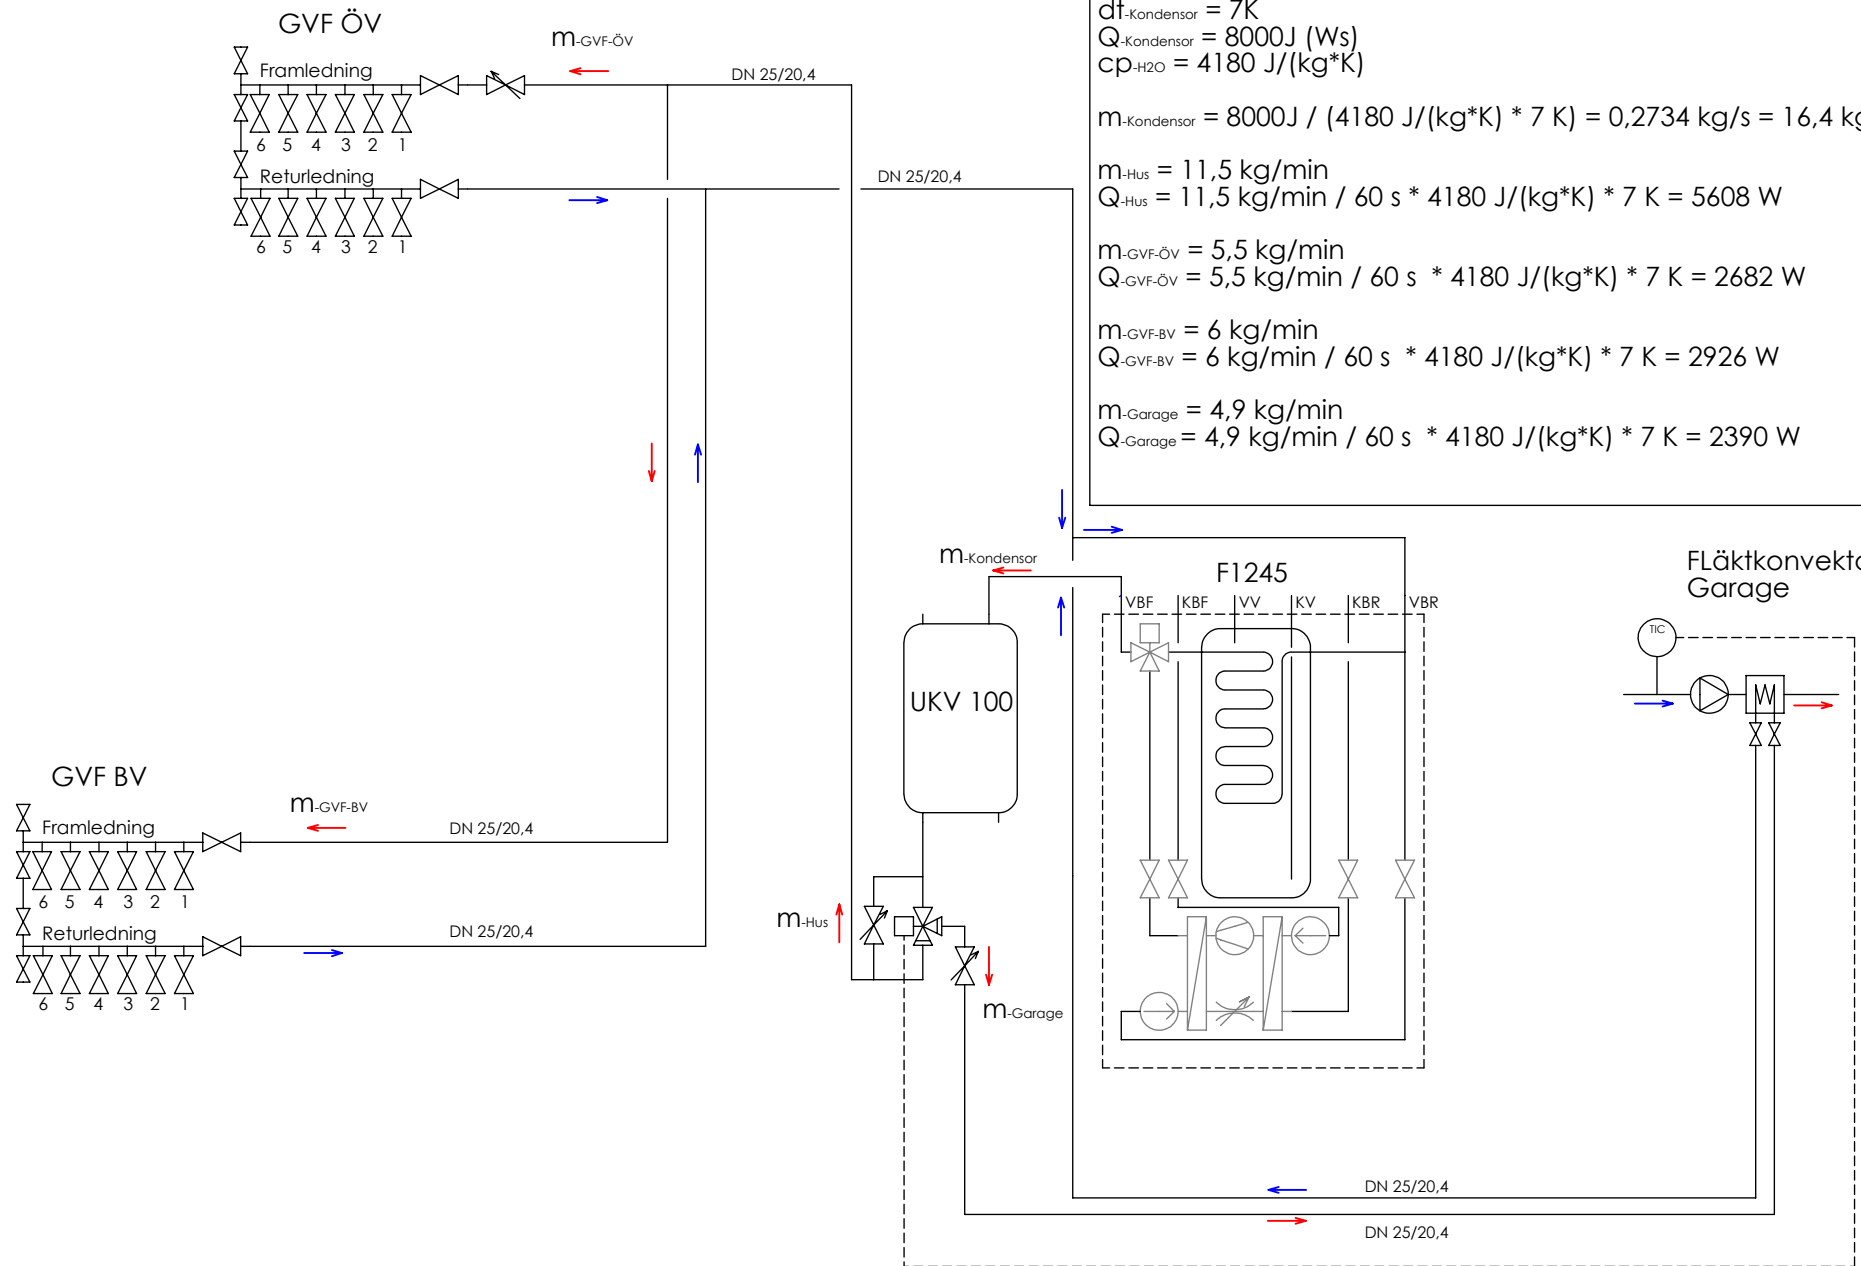 GVF ÖV
m-GVF-ÖV
Framledning
DN 25/20,4
6 5 4 3 2 1
Returledning
DN 25/20,4
6 5 4 3 2 1
dt-Kondensor = 7K
Q-Kondensor = 8000J (Ws)
cp-H2O = 4180 J/(kg*K)
m-Kondensor = 8000J / (4180 J/(kg*K) * 7 K) = 0,2734 kg/s = 16,4 kg
m-Hus = 11,5 kg/min
Q-Hus = 11,5 kg/min / 60 s * 4180 J/(kg*K) * 7 K = 5608 W
m-GVF-ÖV = 5,5 kg/min
Q-GVF-ÖV = 5,5 kg/min / 60 s * 4180 J/(kg*K) * 7 K = 2682 W
m-GVF-BV = 6 kg/min
Q-GVF-BV = 6 kg/min / 60 s * 4180 J/(kg*K) * 7 K = 2926 W
m-Garage = 4,9 kg/min
Q-Garage = 4,9 kg/min / 60 s * 4180 J/(kg*K) * 7 K = 2390 W
m-Kondensor
F1245
VBF KBF VV KV KBR VBR
FLäktkonvekto
Garage
TIC
UKV 100
GVF BV
m-GVF-BV
Framledning
DN 25/20,4
6 5 4 3 2 1
Returledning
DN 25/20,4
6 5 4 3 2 1
m-Hus
m-Garage
DN 25/20,4
DN 25/20,4